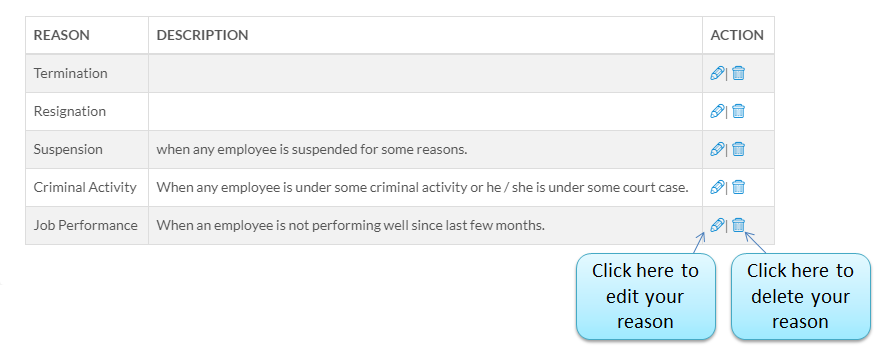 REASON DESCRIPTION ACTION
Termination |
Resignation |
Suspension when any employee is suspended for some reasons. |
Criminal Activity When any employee is under some criminal activity or he / she is under some court case. |
Job Performance When an employee is not performing well since last few months. |
Click here to
edit your
reason
Click here to
delete your
reason